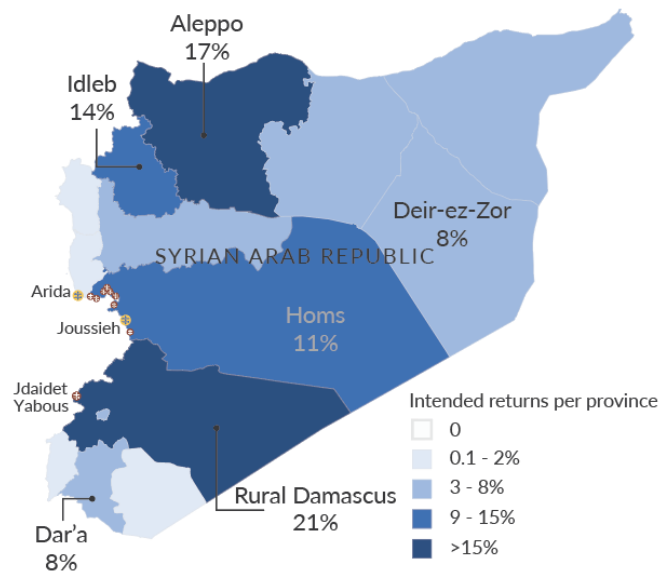 Aleppo
17%
Idleb
14%
Deir-ez-Zor
8%
SYRIAN ARAB REPUBLIC
Arida
Joussieh
Homs
11%
Jdaidet
Yabous
Rural Damascus
21%
Dar'a
8%
Intended returns per province
0
0.1 - 2%
3 - 8%
9 - 15%
>15%